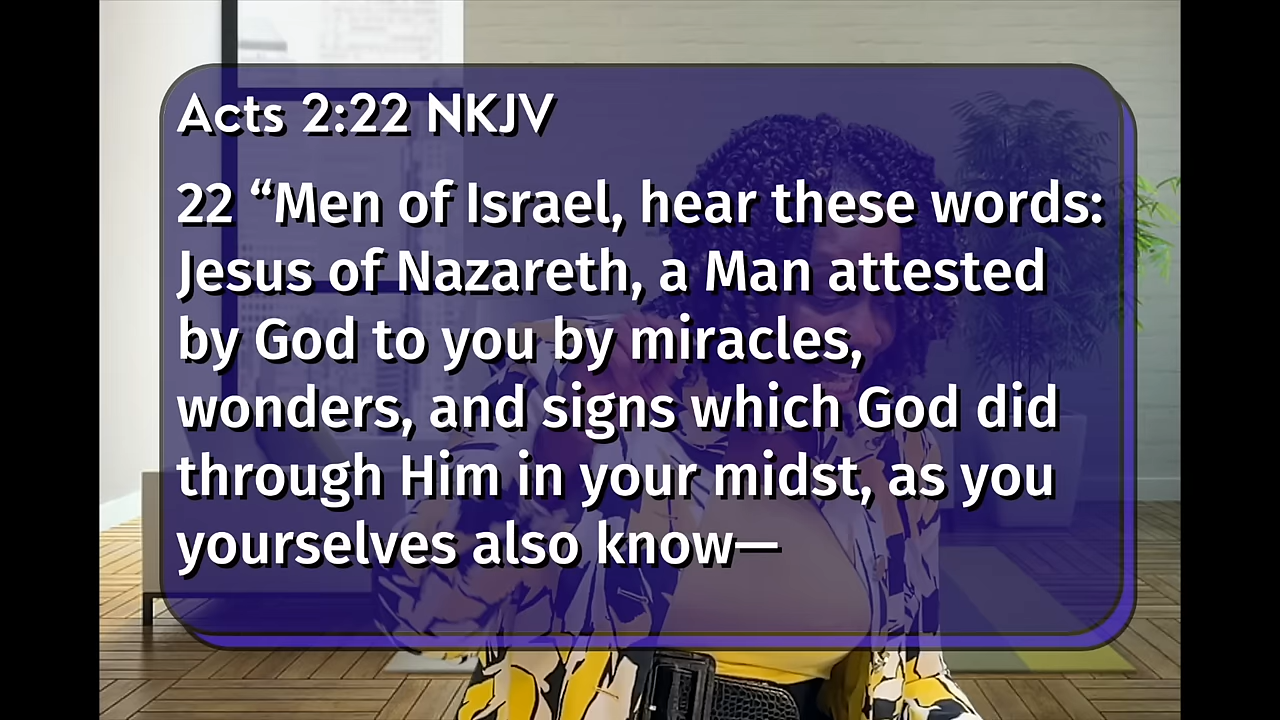 Acts 2:22 NKJV
22 “Men of Israel, hear these words:
Jesus of Nazareth, a Man attested
by God to you by miracles,
wonders, and signs which God did
through Him in your midst, as you
yourselves also know—